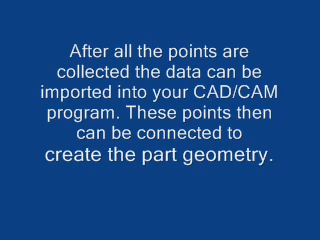 After all the points are
collected the data can be
imported into your CAD/CAM
program. These points then
can be connected to
create the part geometry.